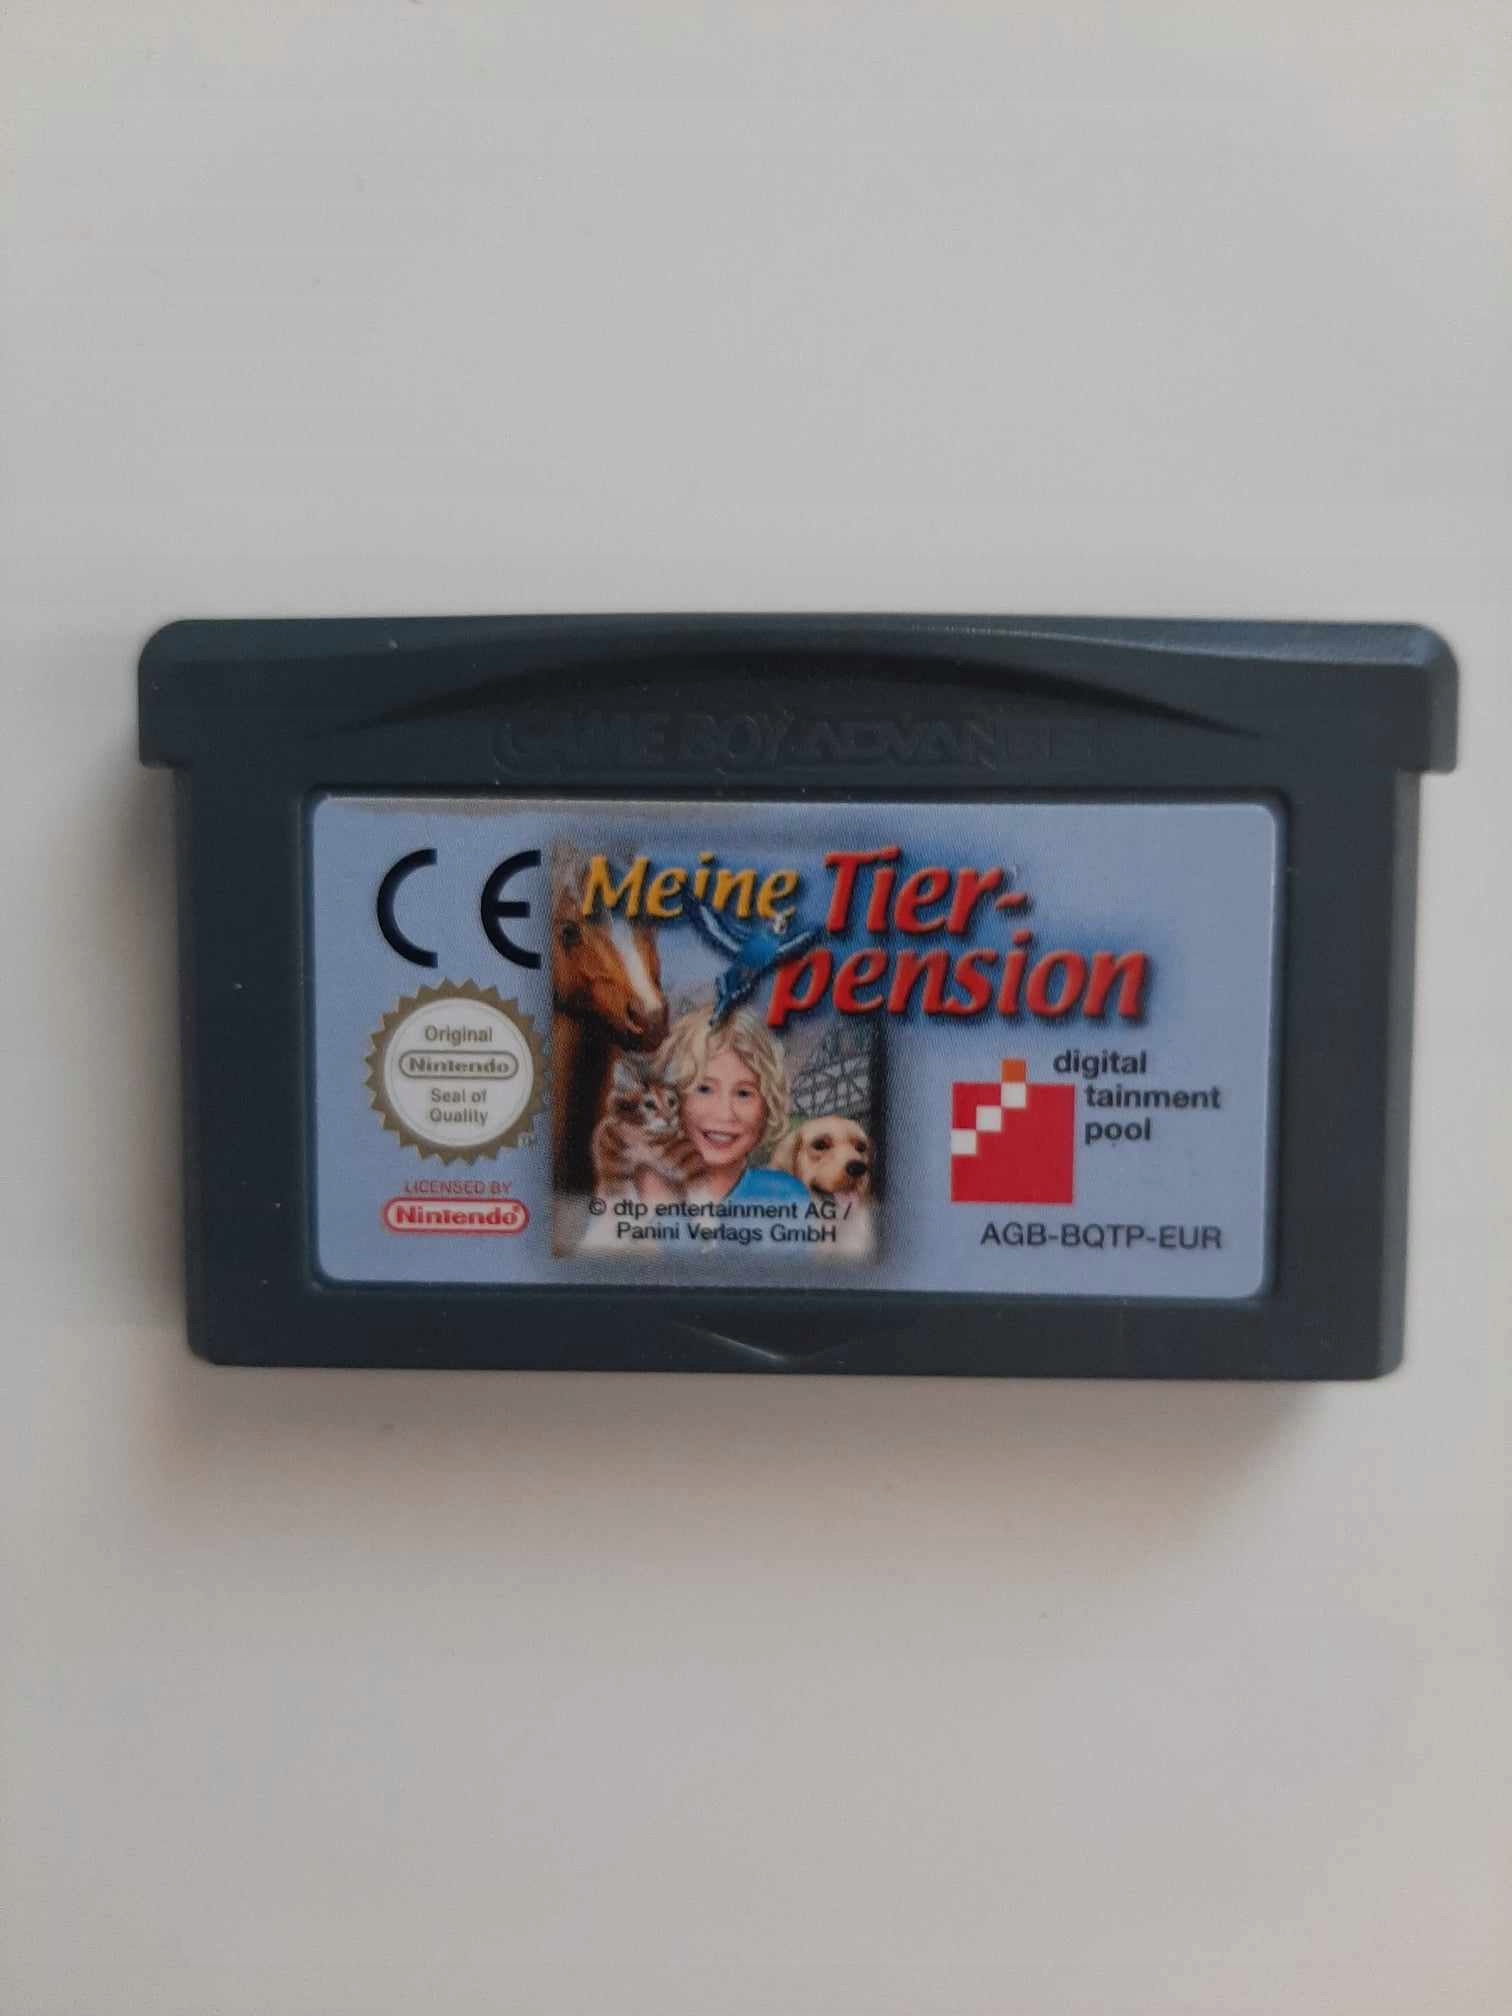 GAME BOY ADVANCE
CE
Meine Tier-
pension
Original
Nintendo
Seal of
Quality
LICENSED BY
Nintendo®
© dtp entertainment AG /
Panini Verlags GmbH
digital
tainment
pool
AGB-BQTP-EUR